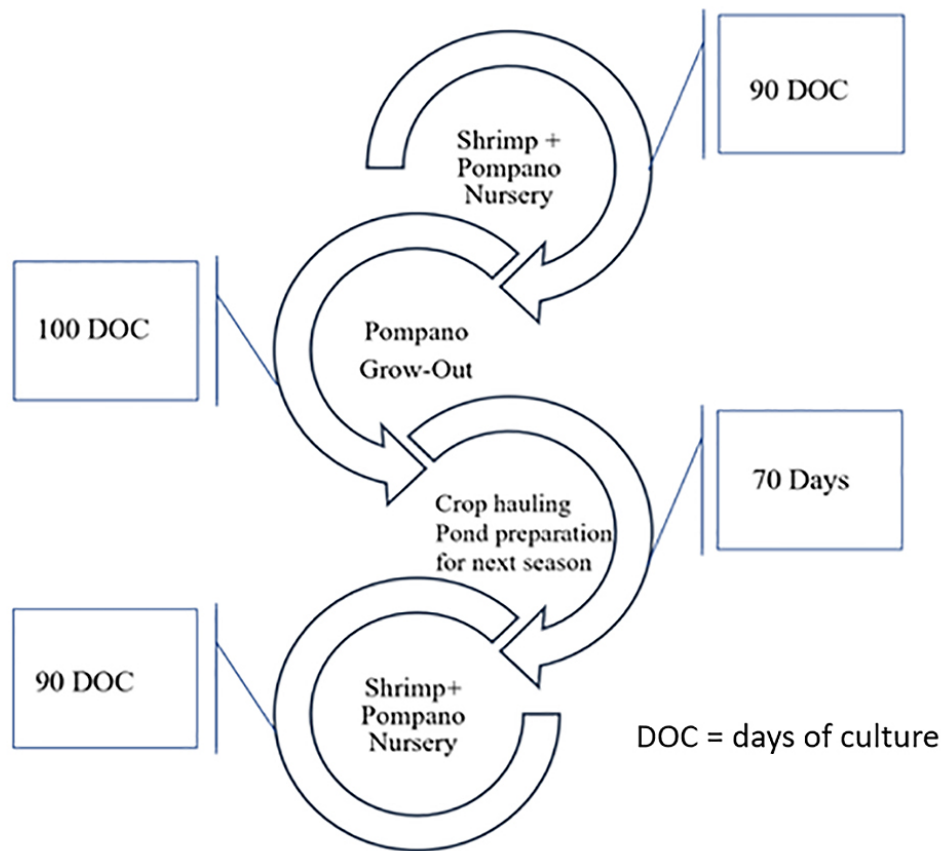 90 DOC
Shrimp +
Pompano
Nursery
100 DOC
Pompano
Grow-Out
70 Days
Crop hauling
Pond preparation
for next season
90 DOC
Shrimp+
Pompano
Nursery
DOC = days of culture